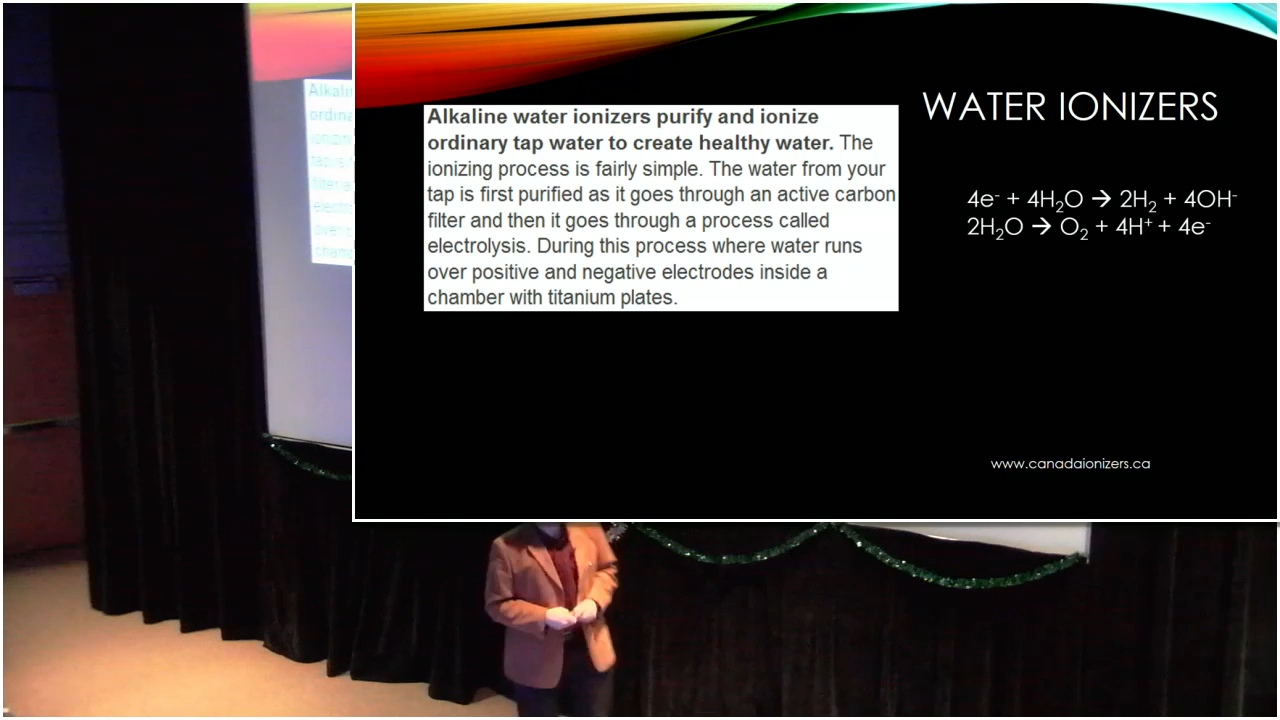 WATER IONIZERS
Alkaline water ionizers purify and ionize
ordinary tap water to create healthy water. The
ionizing process is fairly simple. The water from your
tap is first purified as it goes through an active carbon
filter and then it goes through a process called
electrolysis. During this process where water runs
over positive and negative electrodes inside a
chamber with titanium plates.
4e⁻ + 4H₂O → 2H₂ + 4OH⁻
2H₂O → O₂ + 4H⁺ + 4e⁻
www.canadaionizers.ca